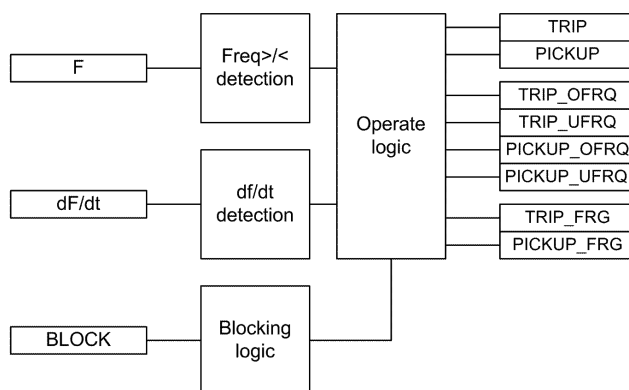 F
Freq>/<
detection
dF/dt
df/dt
detection
BLOCK
Blocking
logic
Operate
logic
TRIP
PICKUP
TRIP_OFRQ
TRIP_UFRQ
PICKUP_OFRQ
PICKUP_UFRQ
TRIP_FRG
PICKUP_FRG